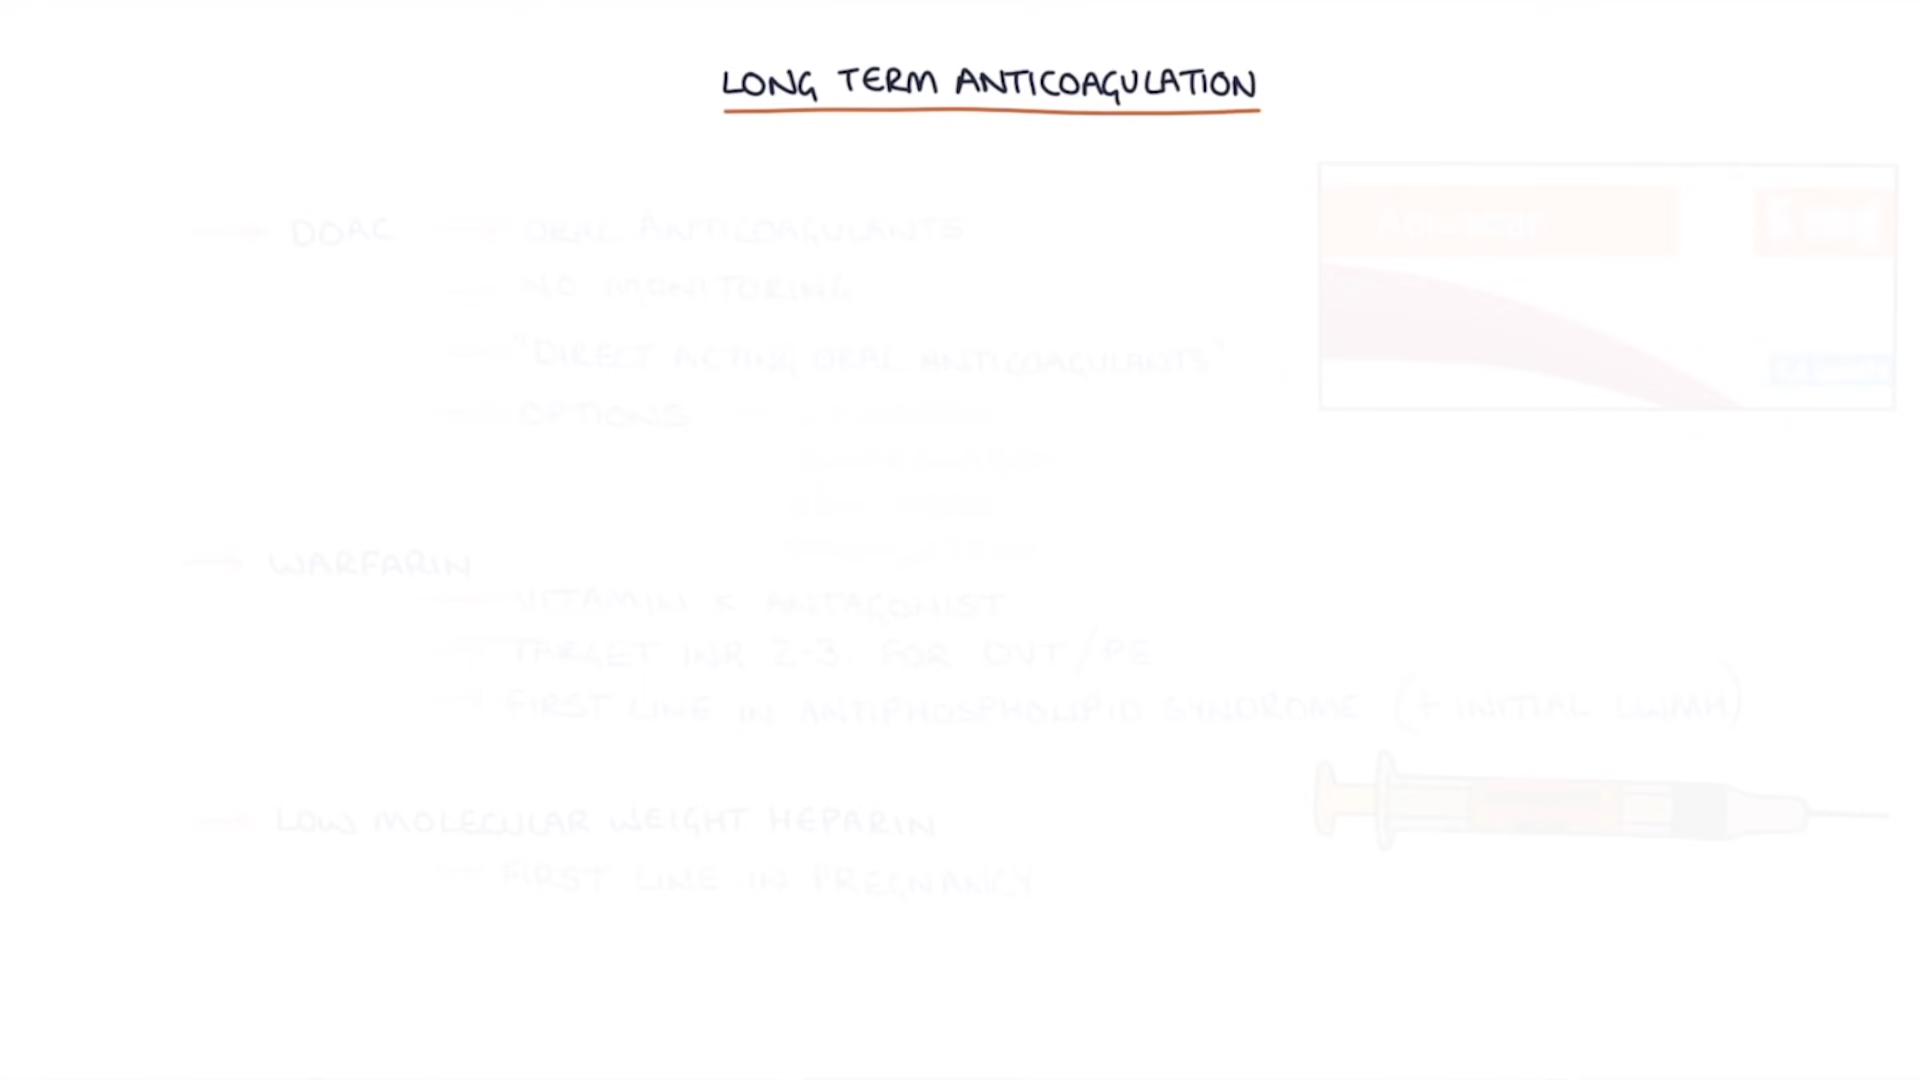 LONG TERM ANTICOAGULATION
DOAC ORAL ANTICOAGULANTS
NO MONITORING
"DIRECT ACTING ORAL ANTICOAGULANTS"
OPTIONS
WARFARIN
VITAMIN K ANTAGONIST
TARGET INR 2-3 FOR DVT/PE
FIRST LINE IN ANTIPHOSPHOLIPID SYNDROME (+ INITIAL LWMH)
LOW MOLECULAR WEIGHT HEPARIN
FIRST LINE IN PREGNANCY